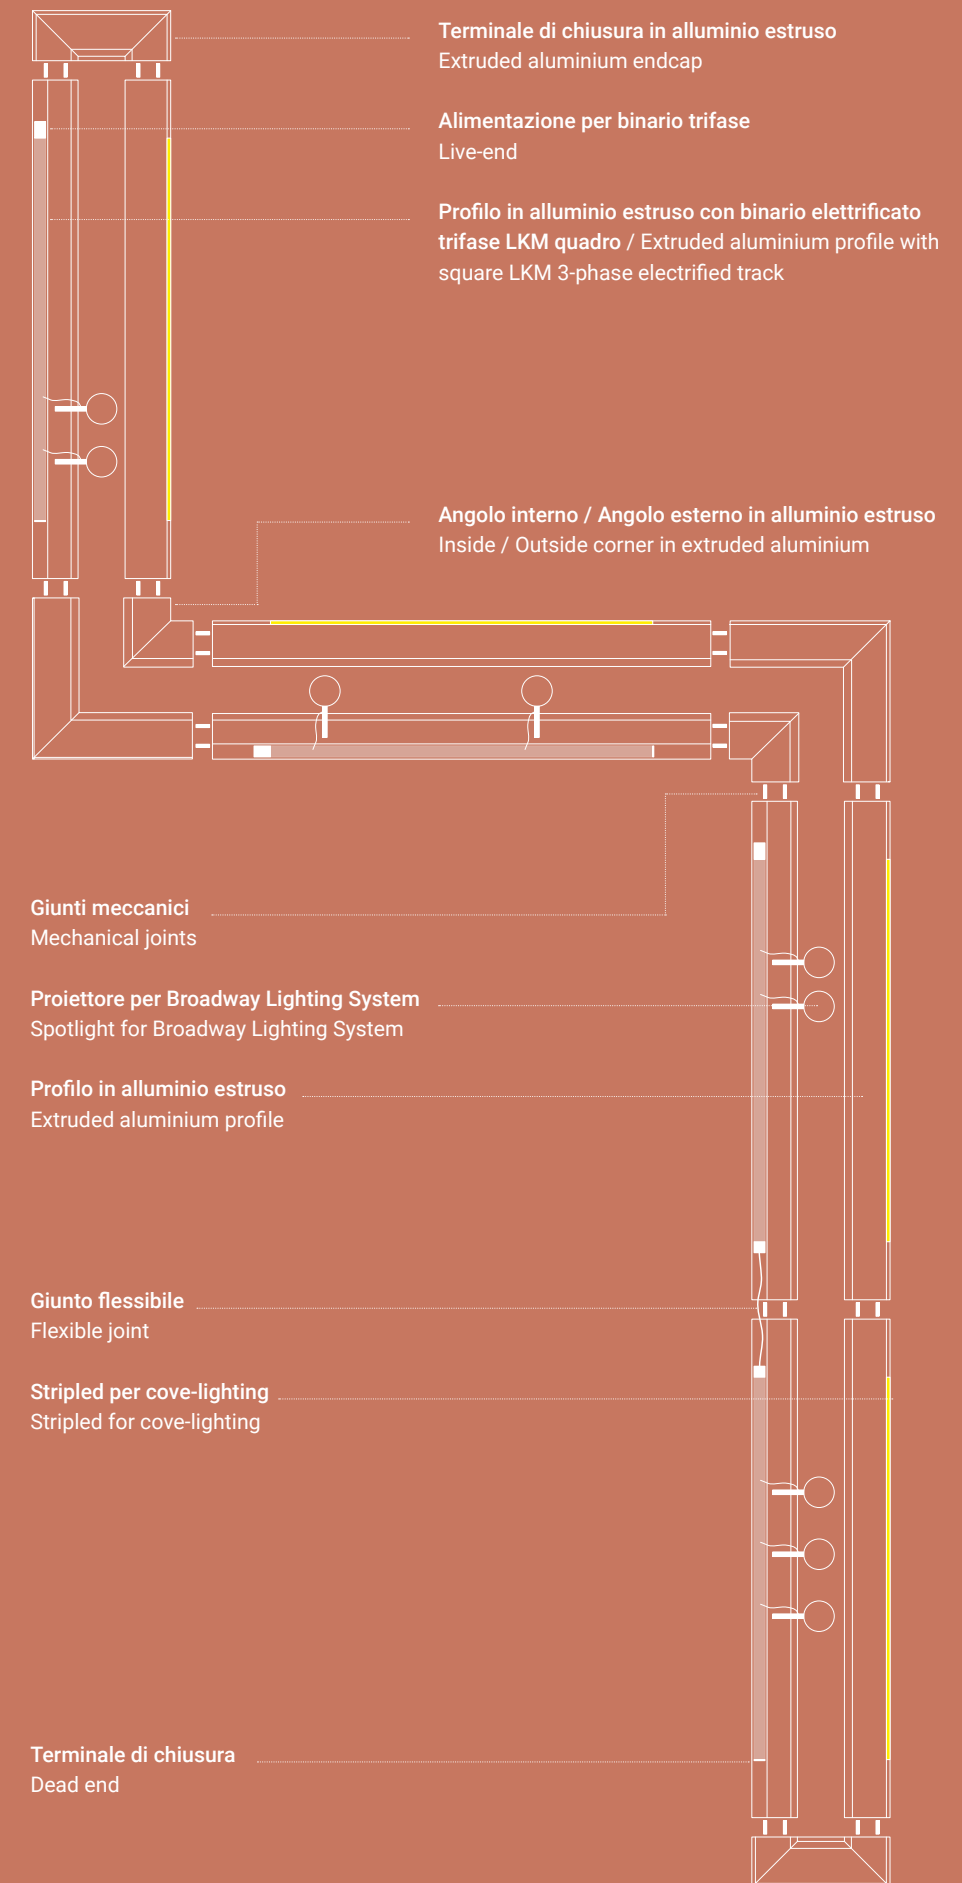 Terminale di chiusura in alluminio estruso
Extruded aluminium endcap
Alimentazione per binario trifase
Live-end
Profilo in alluminio estruso con binario elettrificato
trifase LKM quadro / Extruded aluminium profile with
square LKM 3-phase electrified track
Angolo interno / Angolo esterno in alluminio estruso
Inside / Outside corner in extruded aluminium
Giunti meccanici
Mechanical joints
Proiettore per Broadway Lighting System
Spotlight for Broadway Lighting System
Profilo in alluminio estruso
Extruded aluminium profile
Giunto flessibile
Flexible joint
Stripled per cove-lighting
Stripled for cove-lighting
Terminale di chiusura
Dead end